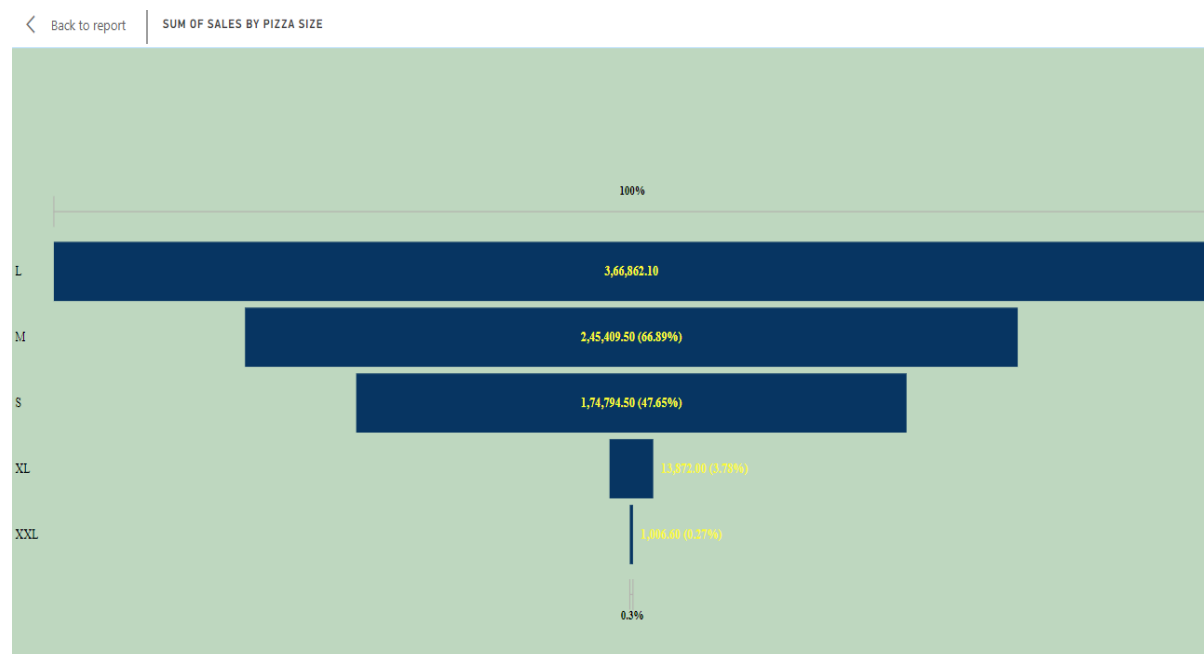 Back to report
SUM OF SALES BY PIZZA SIZE
100%
L 3,66,862.10
M 2,45,409.50 (66.89%)
S 1,74,794.50 (47.65%)
XL 13,872.00 (3.78%)
XXL 1,006.60 (0.27%)
0.3%